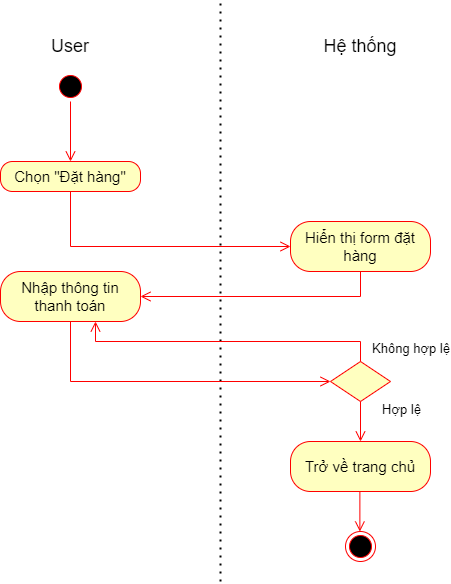 User
Hệ thống
Chọn "Đặt hàng"
Hiển thị form đặt
hàng
Nhập thông tin
thanh toán
Không hợp lệ
Hợp lệ
Trở về trang chủ